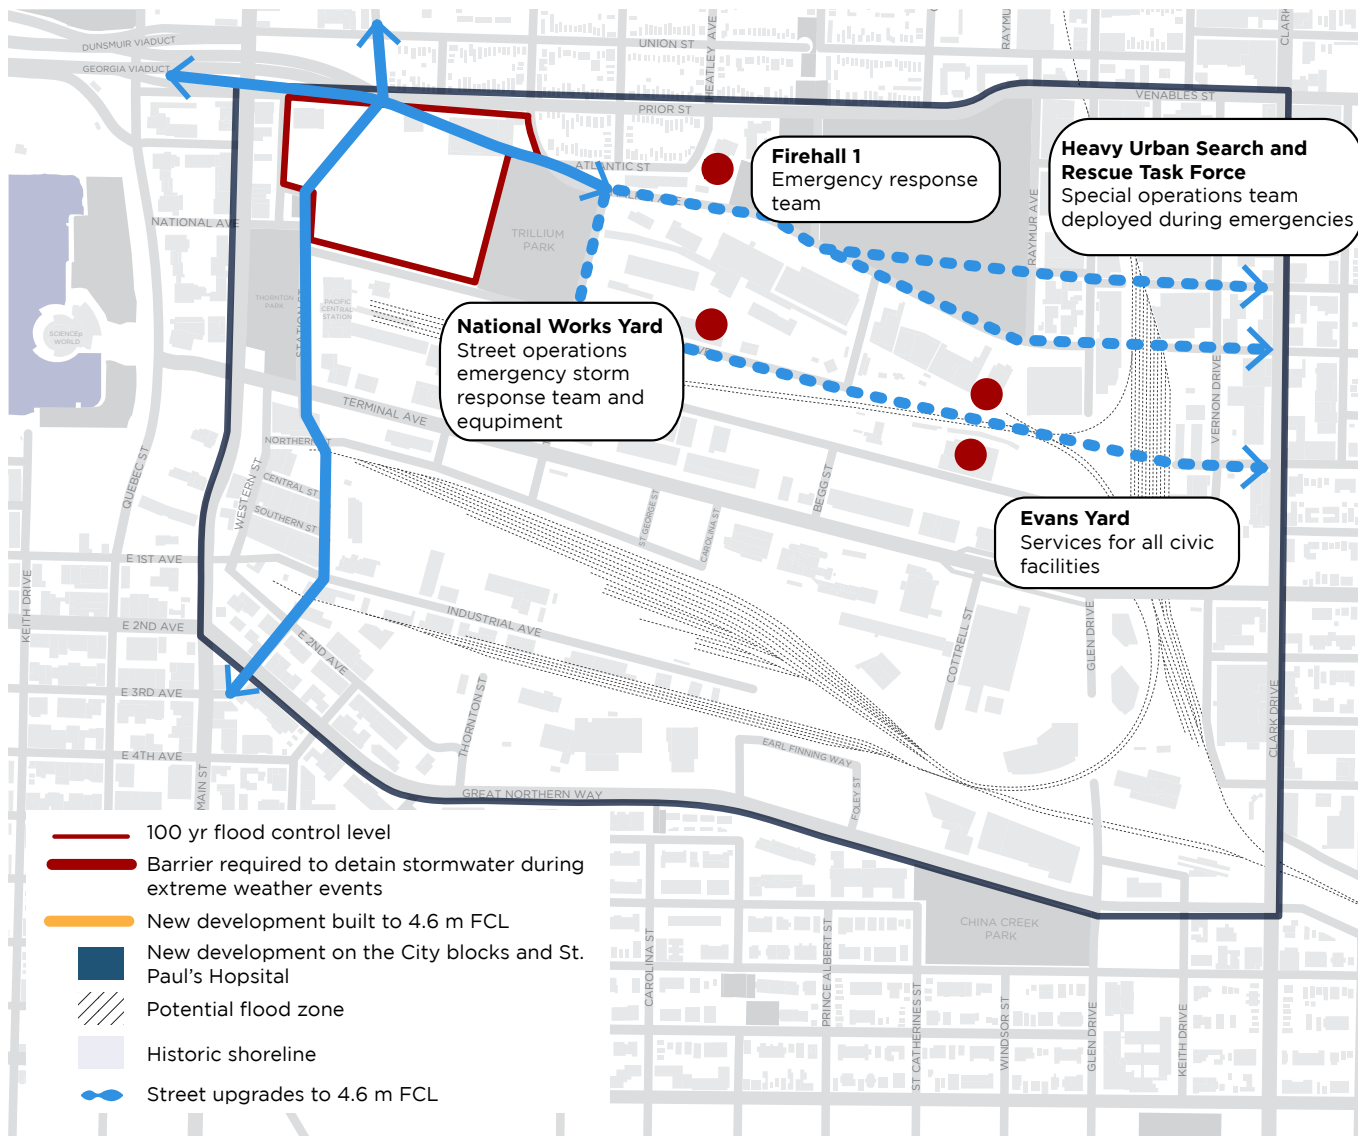 DUNSMUIR VIADUCT
GEORGIA VIADUCT
UNION ST
HEATLEY AVE
RAYMUR
CLARK
PRIOR ST
VENABLES ST
ATLANTIC ST
Firehall 1
Emergency response
team
Heavy Urban Search and
Rescue Task Force
Special operations team
deployed during emergencies
RAYMUR AVE
NATIONAL AVE
TRILLIUM
PARK
THORNTON
PARK
PACIFIC
CENTRAL
STATION
STATION ST
SCIENCE
WORLD
National Works Yard
Street operations
emergency storm
response team and
equpiment
TERMINAL AVE
NORTHERN ST
CENTRAL ST
SOUTHERN ST
WESTERN ST
QUEBEC ST
VERNON DRIVE
BEGG ST
ST GEORGE ST
CAROLINA ST
Evans Yard
Services for all civic
facilities
E 1ST AVE
E 2ND AVE
E 3RD AVE
E 4TH AVE
KEITH DRIVE
MAIN ST
E 2ND AVE
INDUSTRIAL AVE
THORNTON ST
COTTRELL ST
GLEN DRIVE
CLARK DRIVE
EARL FINNING WAY
FOLEY ST
GREAT NORTHERN WAY
CHINA CREEK
PARK
CAROLINA ST
PRINCE ALBERT ST
ST CATHERINES ST
WINDSOR ST
GLEN DRIVE
KEITH DRIVE
100 yr flood control level
Barrier required to detain stormwater during
extreme weather events
New development built to 4.6 m FCL
New development on the City blocks and St.
Paul's Hopsital
Potential flood zone
Historic shoreline
Street upgrades to 4.6 m FCL